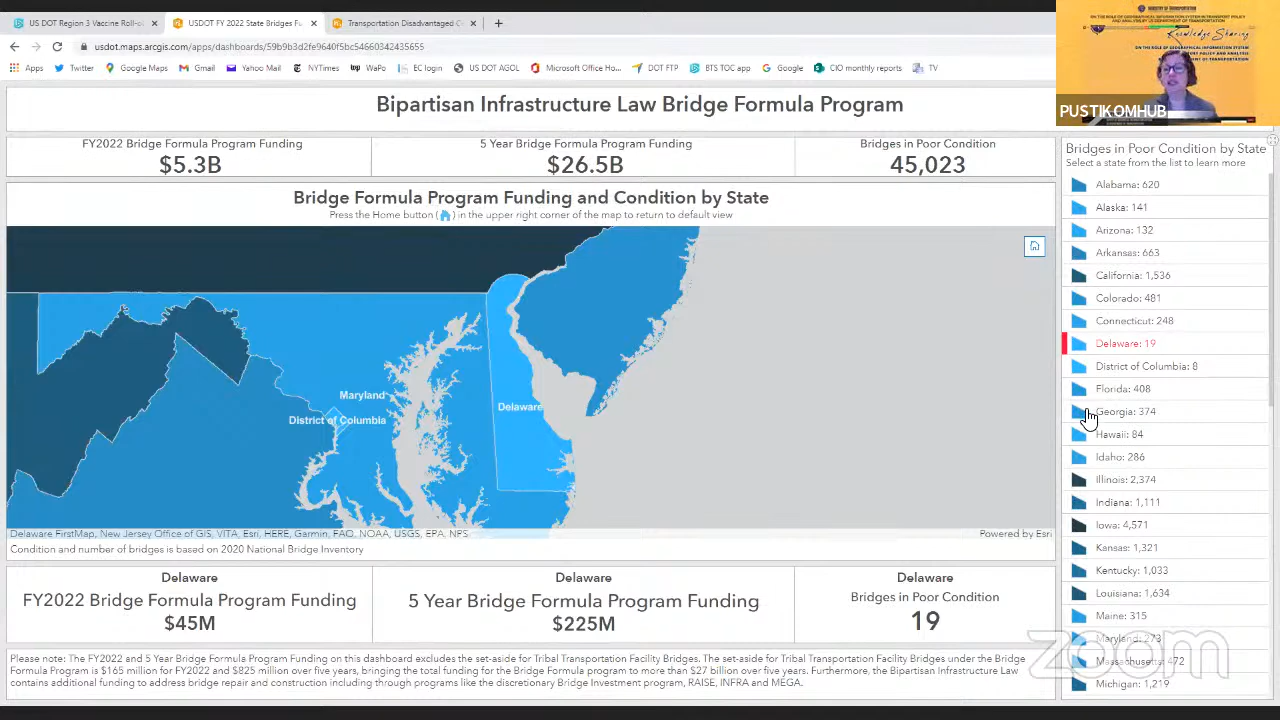 US DOT Region 3 Vaccine Roll-o
USDOT FY 2022 State Bridges Fu
Transportation Disadvantaged C
usdot.maps.arcgis.com/apps/dashboards/59b9b3d2fe9640f5bc54660342435655
Apps
Twitter
Google Maps
Gmail
Yahoo Mail
NYTimes
WaPo
EC login
Microsoft Office Ho...
DOT FTP
BTS TOC app
Google
CIO monthly reports
TV
Knowledge Sharing
PUSTIKOMHUB
Bipartisan Infrastructure Law Bridge Formula Program
FY2022 Bridge Formula Program Funding
$5.3B
5 Year Bridge Formula Program Funding
$26.5B
Bridges in Poor Condition
45,023
Bridge Formula Program Funding and Condition by State
Press the Home button ( ) in the upper right corner of the map to return to default view
Maryland
District of Columbia
Delaware
Delaware FirstMap, New Jersey Office of GIS, VITA, Esri, HERE, Garmin, FAO, NOAA, USGS, EPA, NPS
Powered by Esri
Condition and number of bridges is based on 2020 National Bridge Inventory
Delaware
FY2022 Bridge Formula Program Funding
$45M
Delaware
5 Year Bridge Formula Program Funding
$225M
Delaware
Bridges in Poor Condition
19
Please note: The FY2022 and 5 Year Bridge Formula Program Funding on this dashboard excludes the set-aside for Tribal Transportation Facility Bridges. The set-aside for Tribal Transportation Facility Bridges under the Bridge
Formula Program is $165 million for FY2022 and $825 million over five years, bringing the total funding for the Bridge Formula program to more than $27 billion over five years. Furthermore, the Bipartisan Infrastructure Law
contains additional funding to address bridge repair and construction including through programs like the discretionary Bridge Investment program, RAISE, INFRA and MEGA.
Bridges in Poor Condition by State
Select a state from the list to learn more
Alabama: 620
Alaska: 141
Arizona: 132
Arkansas: 663
California: 1,536
Colorado: 481
Connecticut: 248
Delaware: 19
District of Columbia: 8
Florida: 408
Georgia: 374
Hawaii: 84
Idaho: 286
Illinois: 2,374
Indiana: 1,111
Iowa: 4,571
Kansas: 1,321
Kentucky: 1,033
Louisiana: 1,634
Maine: 315
Maryland: 273
Massachusetts: 472
Michigan: 1,219
zoom